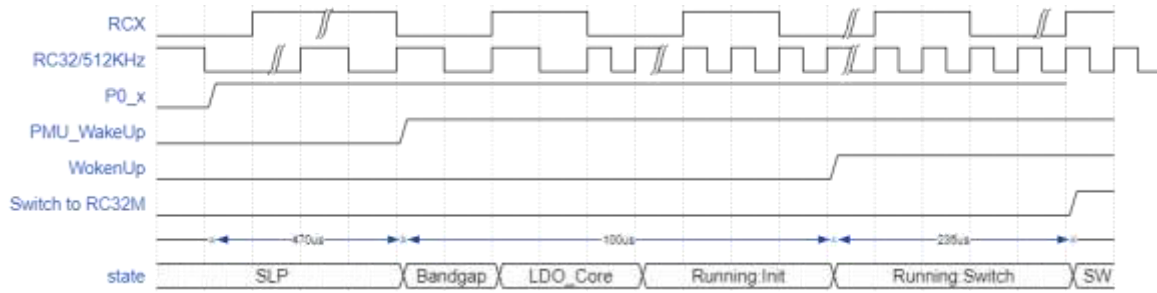 RCX
RC32/512KHz
P0_x
PMU_WakeUp
WokenUp
Switch to RC32M
470us 100us 235us
state SLP Bandgap LDO_Core Running:Init Running:Switch SW